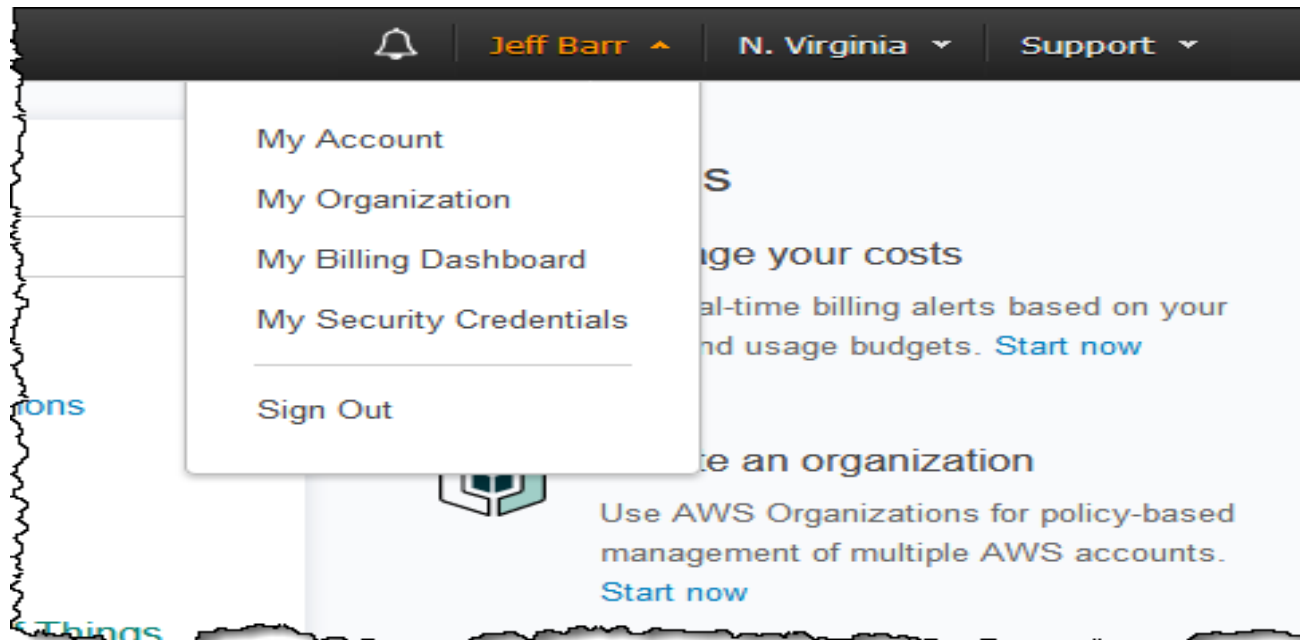 Jeff Barr N. Virginia Support
My Account
My Organization
My Billing Dashboard
My Security Credentials
Sign Out
s
ge your costs
al-time billing alerts based on your
nd usage budgets. Start now
ions
e an organization
Use AWS Organizations for policy-based
management of multiple AWS accounts.
Start now
Things